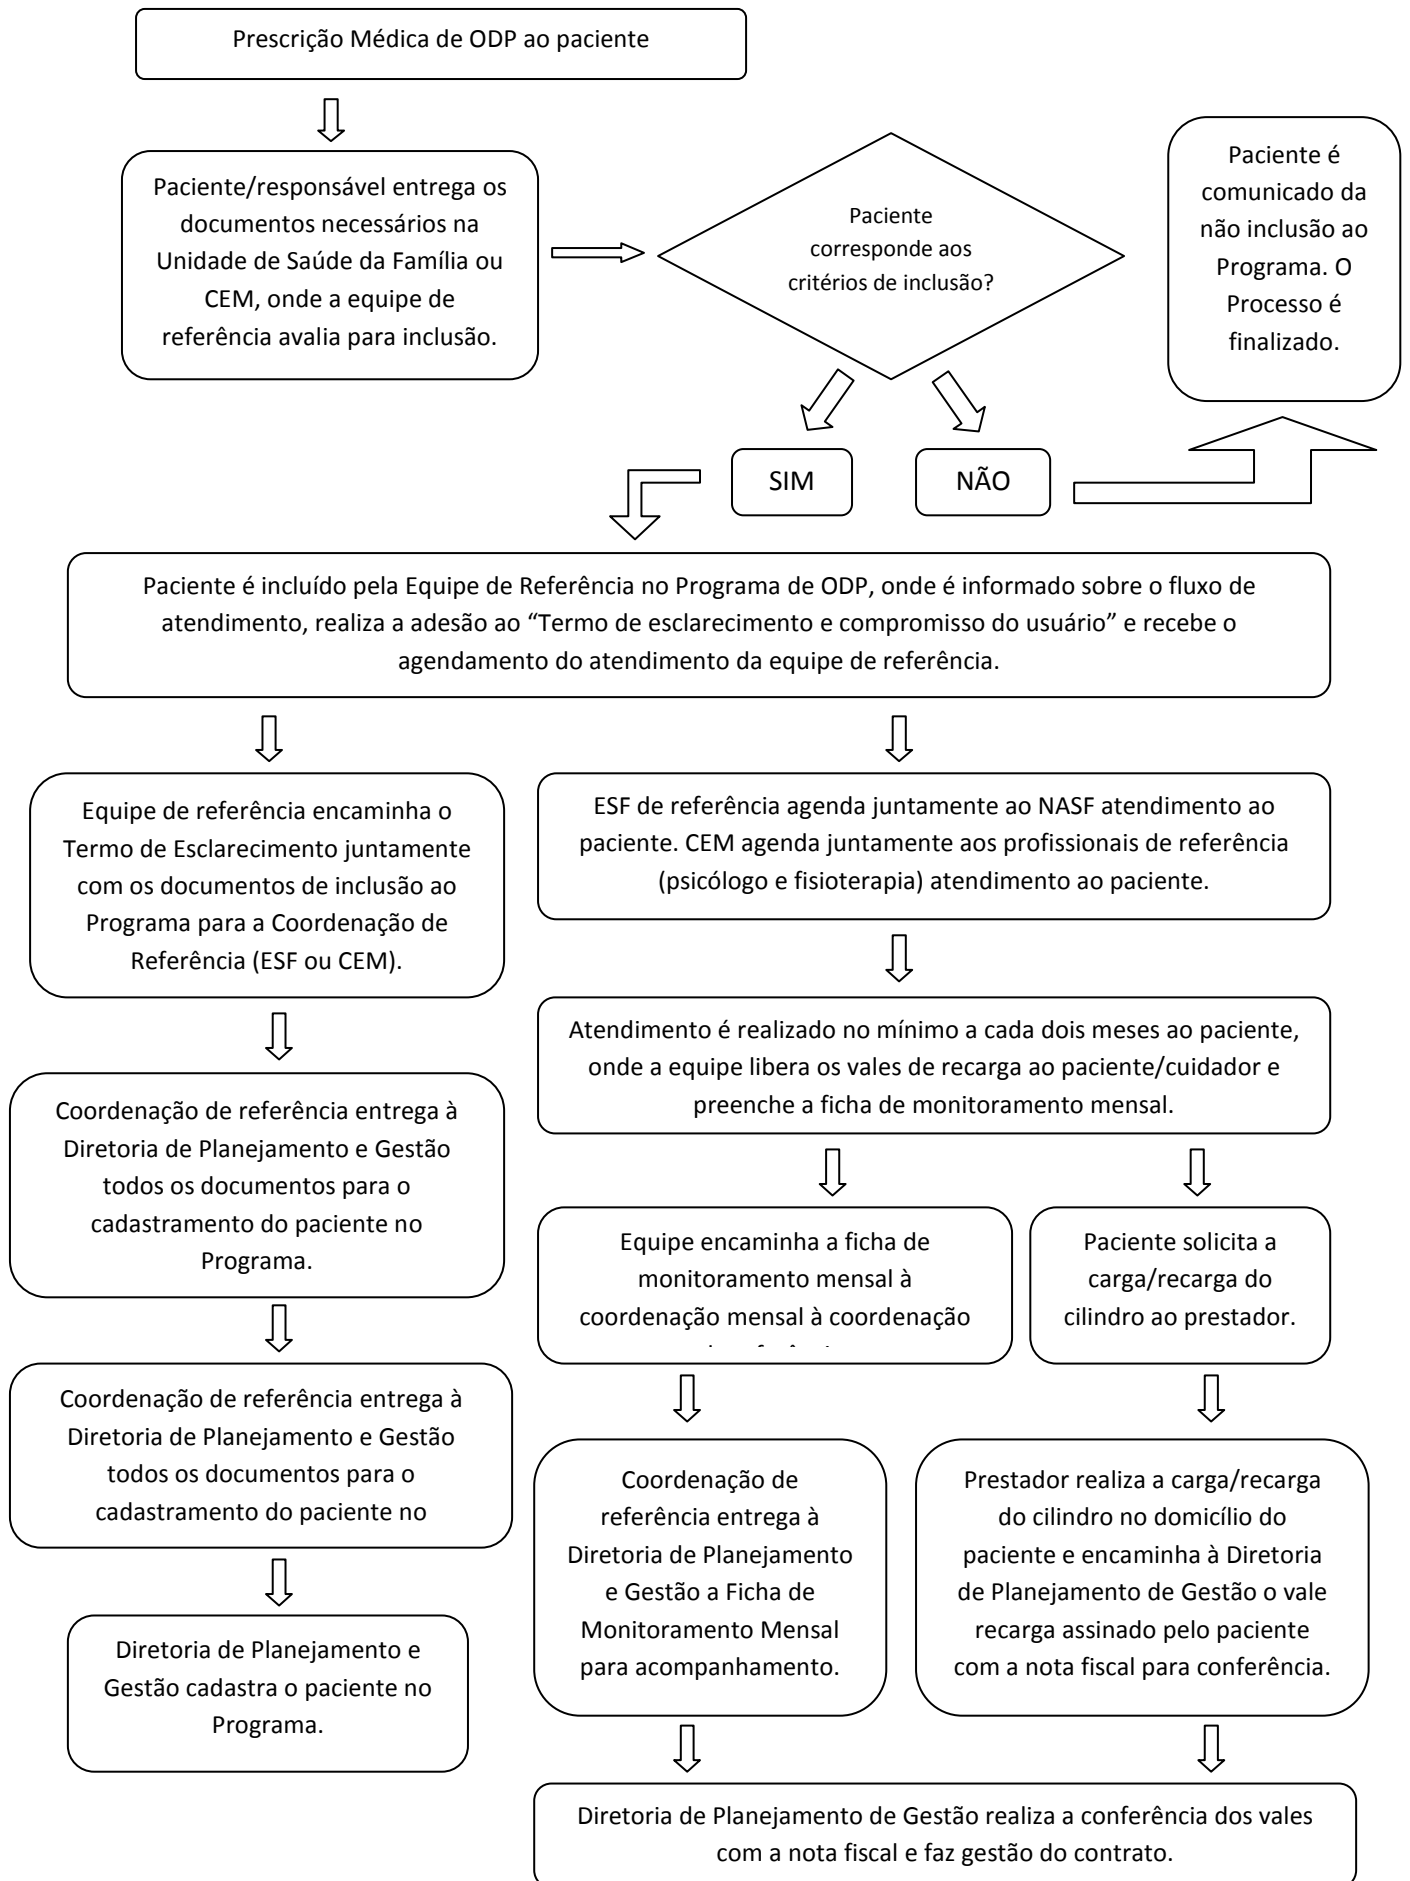 Prescrição Médica de ODP ao paciente
Paciente/responsável entrega os
documentos necessários na
Unidade de Saúde da Família ou
CEM, onde a equipe de
referência avalia para inclusão.
Paciente
corresponde aos
critérios de inclusão?
Paciente é
comunicado da
não inclusão ao
Programa. O
Processo é
finalizado.
SIM
NÃO
Paciente é incluído pela Equipe de Referência no Programa de ODP, onde é informado sobre o fluxo de
atendimento, realiza a adesão ao “Termo de esclarecimento e compromisso do usuário” e recebe o
agendamento do atendimento da equipe de referência.
Equipe de referência encaminha o
Termo de Esclarecimento juntamente
com os documentos de inclusão ao
Programa para a Coordenação de
Referência (ESF ou CEM).
Coordenação de referência entrega à
Diretoria de Planejamento e Gestão
todos os documentos para o
cadastramento do paciente no
Programa.
Coordenação de referência entrega à
Diretoria de Planejamento e Gestão
todos os documentos para o
cadastramento do paciente no
Diretoria de Planejamento e
Gestão cadastra o paciente no
Programa.
ESF de referência agenda juntamente ao NASF atendimento ao
paciente. CEM agenda juntamente aos profissionais de referência
(psicólogo e fisioterapia) atendimento ao paciente.
Atendimento é realizado no mínimo a cada dois meses ao paciente,
onde a equipe libera os vales de recarga ao paciente/cuidador e
preenche a ficha de monitoramento mensal.
Equipe encaminha a ficha de
monitoramento mensal à
coordenação mensal à coordenação
Paciente solicita a
carga/recarga do
cilindro ao prestador.
Coordenação de
referência entrega à
Diretoria de Planejamento
e Gestão a Ficha de
Monitoramento Mensal
para acompanhamento.
Prestador realiza a carga/recarga
do cilindro no domicílio do
paciente e encaminha à Diretoria
de Planejamento de Gestão o vale
recarga assinado pelo paciente
com a nota fiscal para conferência.
Diretoria de Planejamento de Gestão realiza a conferência dos vales
com a nota fiscal e faz gestão do contrato.